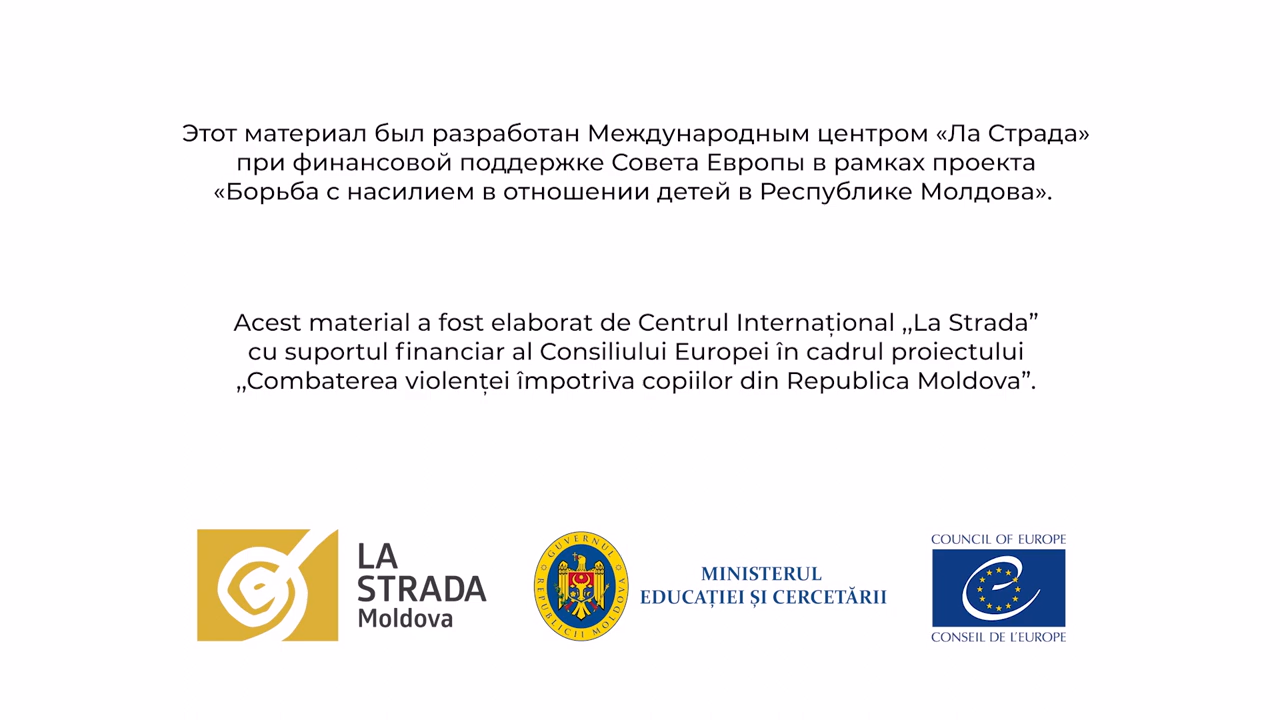 Этот материал был разработан Международным центром «Ла Страда»
при финансовой поддержке Совета Европы в рамках проекта
«Борьба с насилием в отношении детей в Республике Молдова».
Acest material a fost elaborat de Centrul Internațional ,,La Strada”
cu suportul financiar al Consiliului Europei în cadrul proiectului
,,Combaterea violenței împotriva copiilor din Republica Moldova”.
LA
STRADA
Moldova
GUVERNUL
REPUBLICII MOLDOVA
MINISTERUL
EDUCAȚIEI ȘI CERCETĂRII
COUNCIL OF EUROPE
CONSEIL DE L'EUROPE